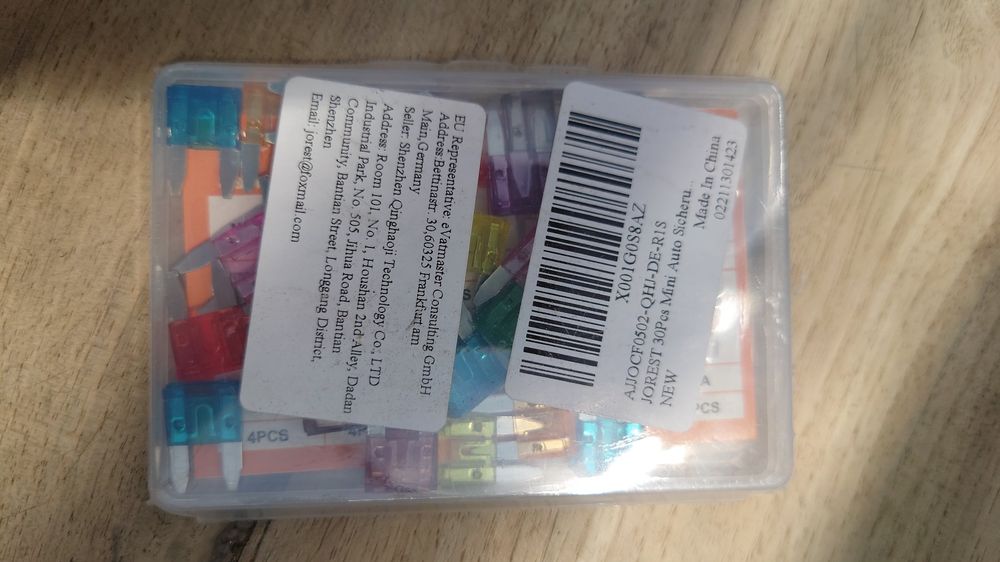 EU Representative: eVatmaster Consulting GmbH
Address:Bettinastr. 30,60325 Frankfurt am
Main,Germany
Seller: Shenzhen Qinghaoji Technology Co., LTD
Address: Room 101, No. 1, Houshan 2nd Alley, Dadan
Industrial Park, No. 505, Jihua Road, Bantian
Community, Bantian Street, Longgang District,
Shenzhen
Email: jorest@foxmail.com
X001G0S8AZ
AJJOCF0502-QHJ-DE-R1S
JOREST 30Pcs Mini Auto Sicheru...
NEW
Made In China
02211301423
4PCS
A
PCS